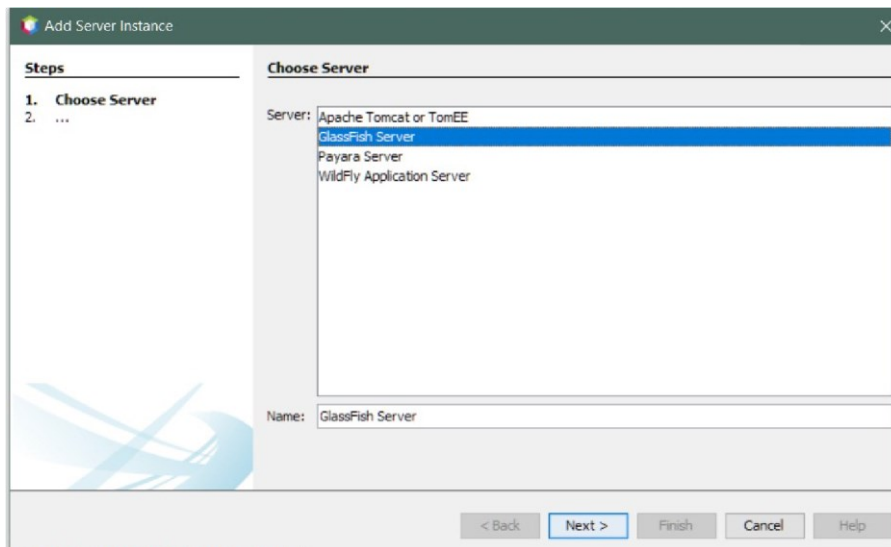 Add Server Instance
Steps
1. Choose Server
2. ...
Choose Server
Server:
Apache Tomcat or TomEE
GlassFish Server
Payara Server
WildFly Application Server
Name: GlassFish Server
< Back Next > Finish Cancel Help